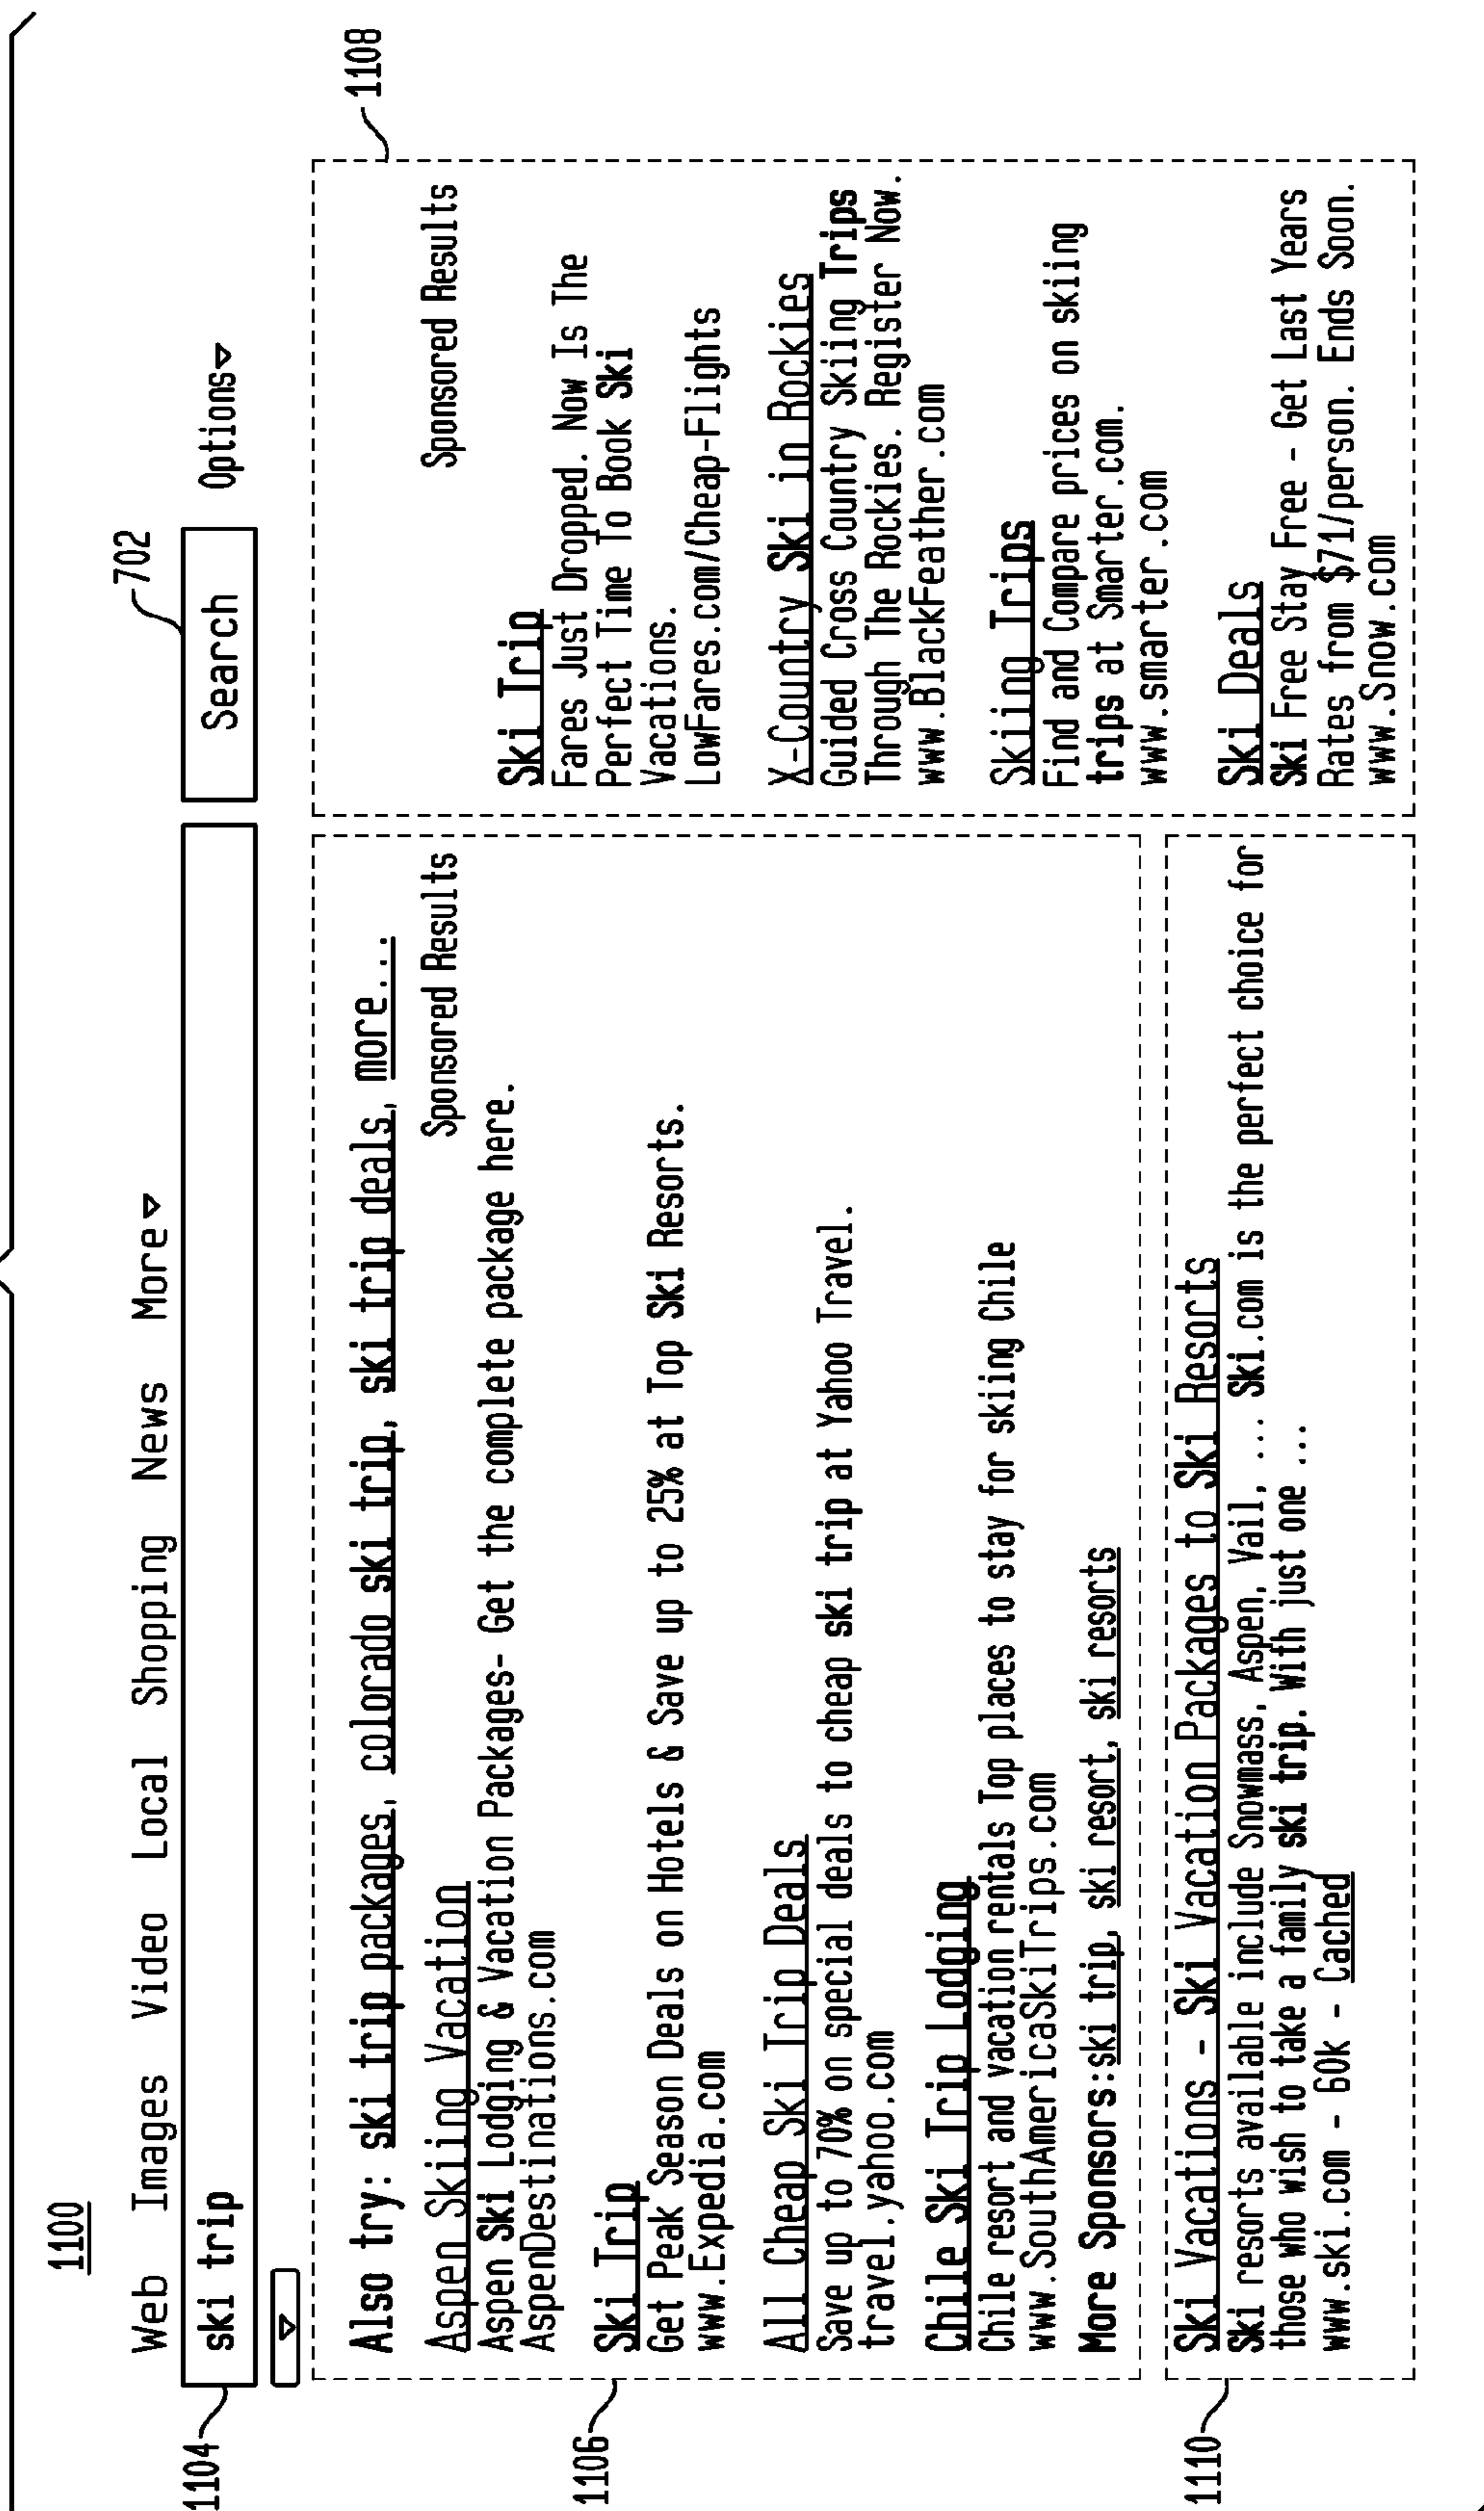 1100
Web Images Video Local Shopping News More
702
1104
ski trip
Search
Options
1106
Also try: ski trip packages, colorado ski trip, ski trip deals, more...
Sponsored Results
Aspen Skiing Vacation
Aspen Ski Lodging & Vacation Packages- Get the complete package here.
AspenDestinations.com
Ski Trip
Get Peak Season Deals on Hotels & Save up to 25% at Top Ski Resorts.
www.Expedia.com
All Cheap Ski Trip Deals
Save up to 70% on special deals to cheap ski trip at Yahoo Travel.
travel.yahoo.com
Chile Ski Trip Lodging
Chile resort and vacation rentals Top places to stay for skiing Chile
www.SouthAmericaSkiTrips.com
More Sponsors:ski trip, ski resort, ski resorts
1110
Ski Vacations - Ski Vacation Packages to Ski Resorts
Ski resorts available include Snowmass, Aspen, Vail, ... Ski.com is the perfect choice for
those who wish to take a family ski trip. With just one ...
www.ski.com - 60k - Cached
1108
Sponsored Results
Ski Trip
Fares Just Dropped. Now Is The
Perfect Time To Book Ski
Vacations.
LowFares.com/Cheap-Flights
X-Country Ski in Rockies
Guided Cross Country Skiing Trips
Through The Rockies. Register Now.
www.BlackFeather.com
Skiing Trips
Find and Compare prices on skiing
trips at Smarter.com.
www.smarter.com
Ski Deals
Ski Free Stay Free - Get Last Years
Rates from $71/person. Ends Soon.
www.Snow.com